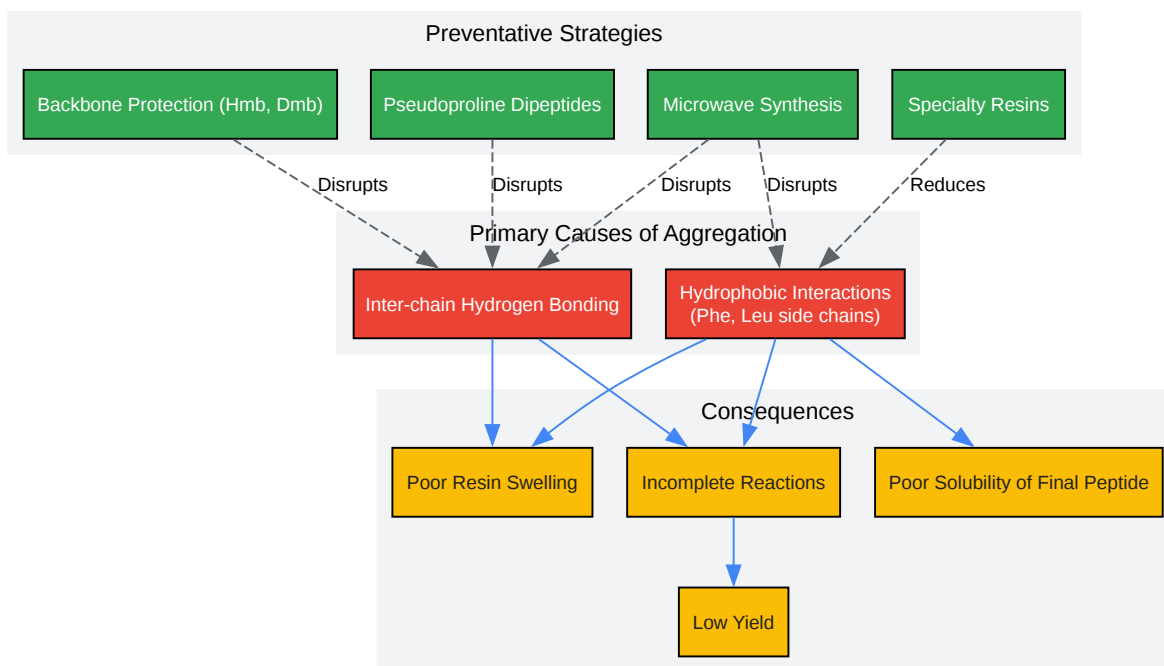 Preventative Strategies
Backbone Protection (Hmb, Dmb)
Pseudoproline Dipeptides
Microwave Synthesis
Specialty Resins
Disrupts
Disrupts
Disrupts
Disrupts
Reduces
Primary Causes of Aggregation
Inter-chain Hydrogen Bonding
Hydrophobic Interactions
(Phe, Leu side chains)
Consequences
Poor Resin Swelling
Incomplete Reactions
Poor Solubility of Final Peptide
Low Yield